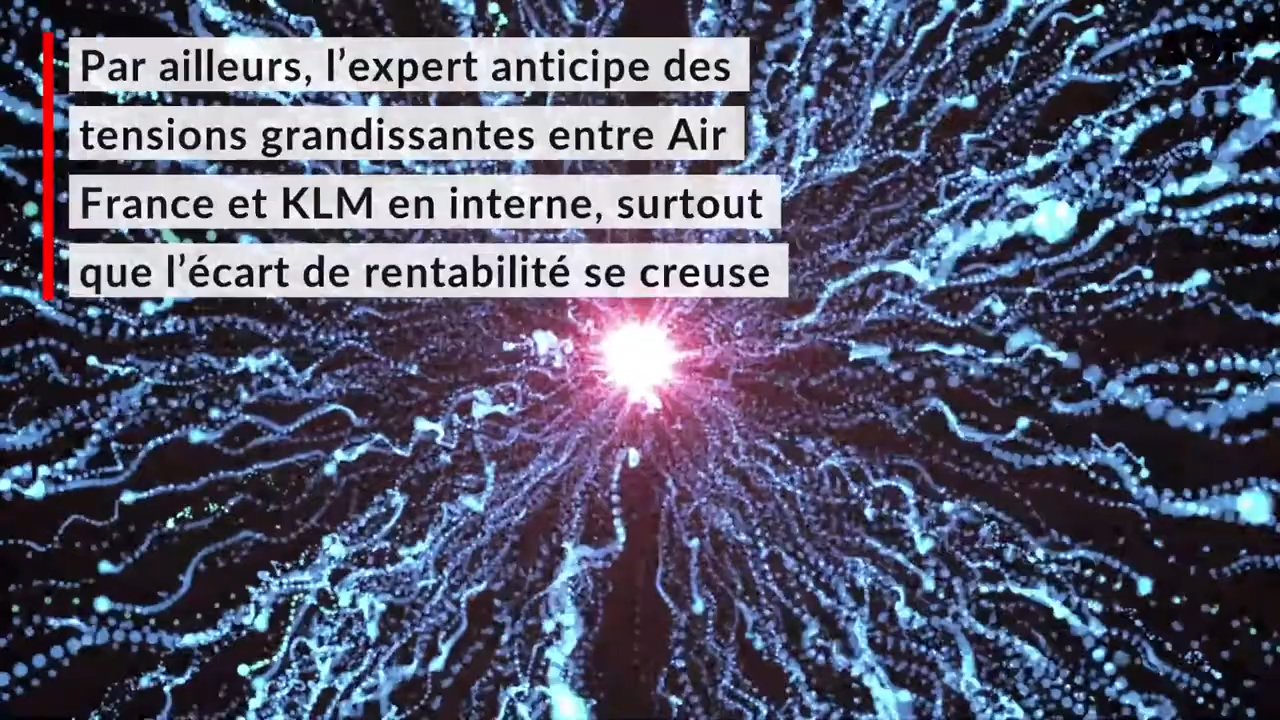 Par ailleurs, l’expert anticipe des
tensions grandissantes entre Air
France et KLM en interne, surtout
que l’écart de rentabilité se creuse